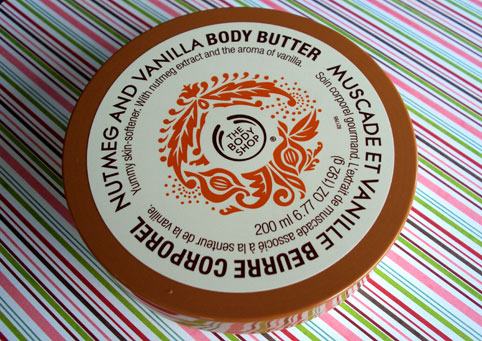 NUTMEG AND VANILLA BODY BUTTER
Yummy skin-softener. With nutmeg extract and the aroma of vanilla.
MUSCADE ET VANILLE BEURRE CORPOREL
Soin corporel gourmand. L'extrait de muscade associé à la senteur de la vanille.
THE
BODY
SHOP
®
200 ml 6.77 OZ (192 g)